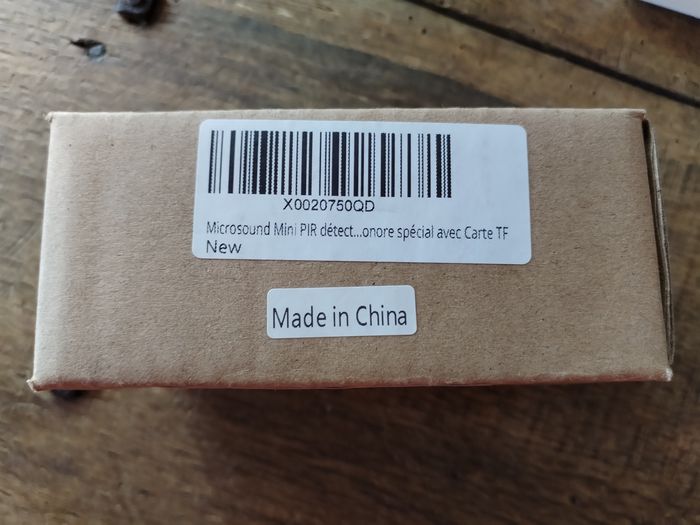 X0020750QD
Microsound Mini PIR détect...onore spécial avec Carte TF
New
Made in China